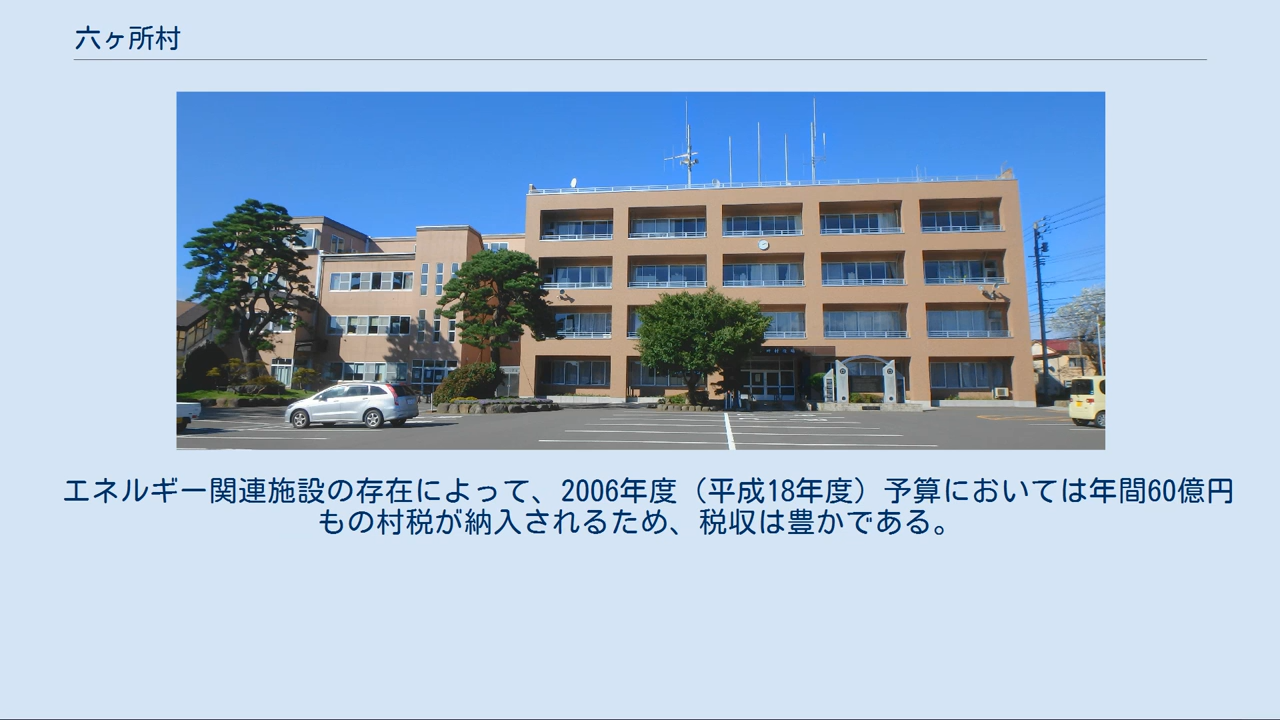 六ヶ所村
エネルギー関連施設の存在によって、2006年度（平成18年度）予算においては年間60億円
もの村税が納入されるため、税収は豊かである。